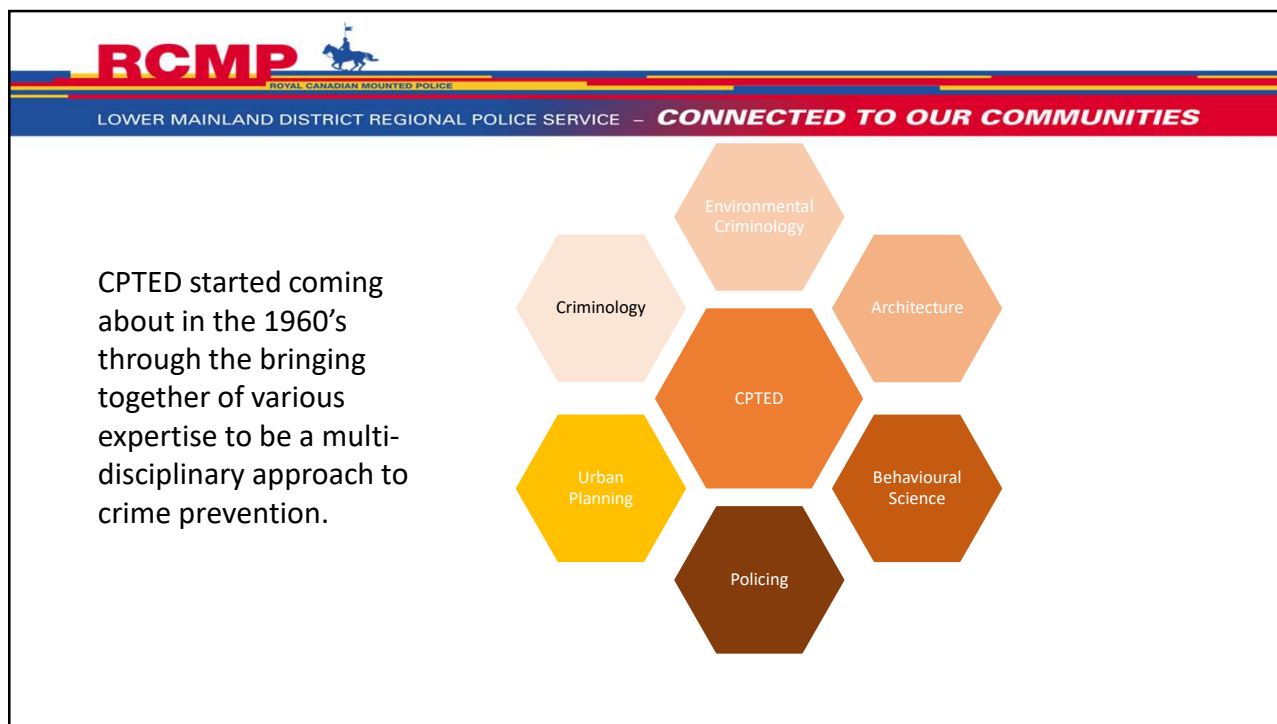 RCMP
ROYAL CANADIAN MOUNTED POLICE
LOWER MAINLAND DISTRICT REGIONAL POLICE SERVICE – CONNECTED TO OUR COMMUNITIES
CPTED started coming
about in the 1960’s
through the bringing
together of various
expertise to be a multi-
disciplinary approach to
crime prevention.
Environmental
Criminology
Criminology
Architecture
CPTED
Urban
Planning
Behavioural
Science
Policing